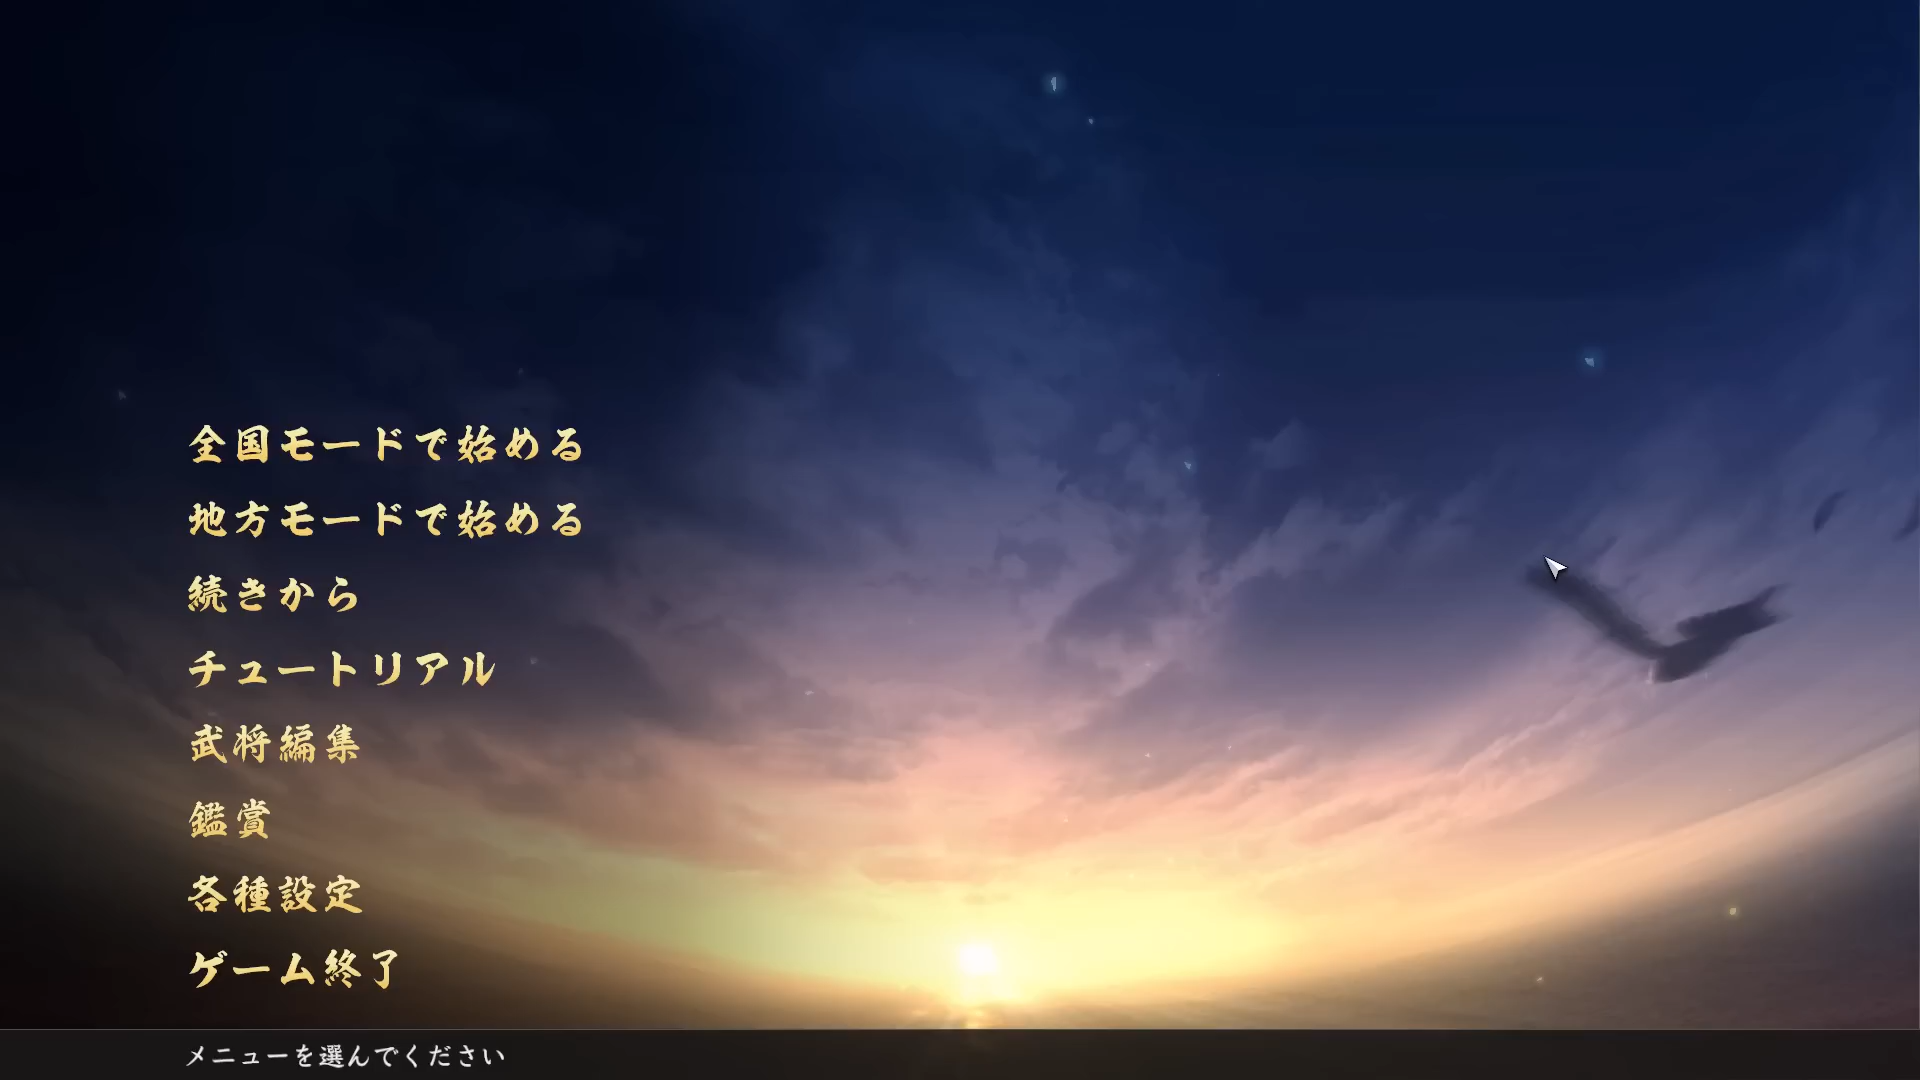 全国モードで始める
地方モードで始める
続きから
チュートリアル
武将編集
鑑賞
各種設定
ゲーム終了
メニューを選んでください